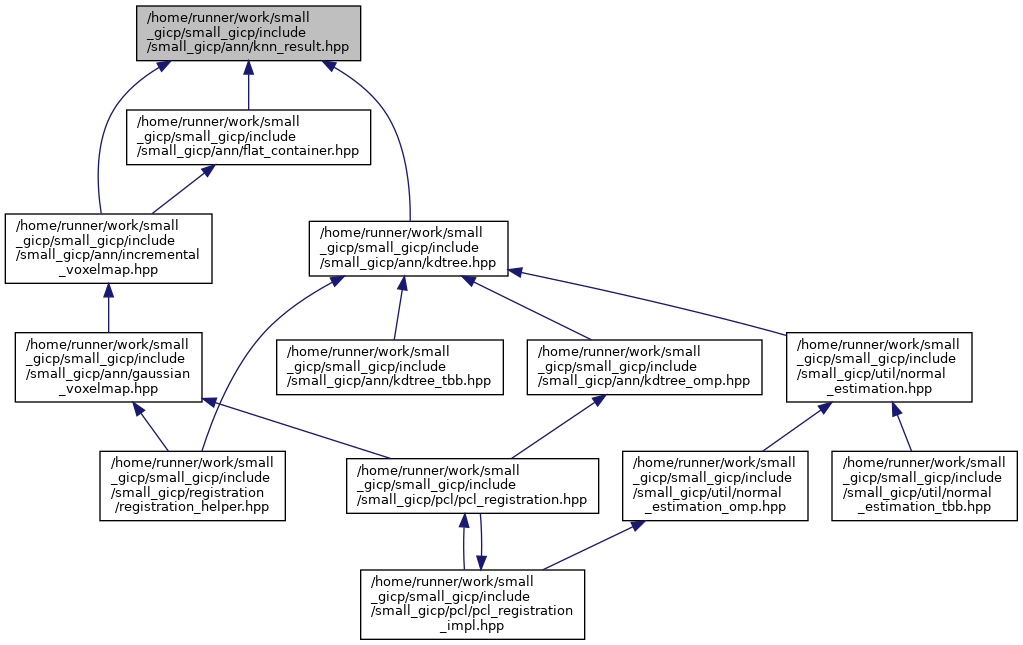 /home/runner/work/small
_gicp/small_gicp/include
/small_gicp/ann/knn_result.hpp
/home/runner/work/small
_gicp/small_gicp/include
/small_gicp/ann/flat_container.hpp
/home/runner/work/small
_gicp/small_gicp/include
/small_gicp/ann/incremental
_voxelmap.hpp
/home/runner/work/small
_gicp/small_gicp/include
/small_gicp/ann/kdtree.hpp
/home/runner/work/small
_gicp/small_gicp/include
/small_gicp/ann/gaussian
_voxelmap.hpp
/home/runner/work/small
_gicp/small_gicp/include
/small_gicp/ann/kdtree_tbb.hpp
/home/runner/work/small
_gicp/small_gicp/include
/small_gicp/ann/kdtree_omp.hpp
/home/runner/work/small
_gicp/small_gicp/include
/small_gicp/util/normal
_estimation.hpp
/home/runner/work/small
_gicp/small_gicp/include
/small_gicp/registration
/registration_helper.hpp
/home/runner/work/small
_gicp/small_gicp/include
/small_gicp/pcl/pcl_registration.hpp
/home/runner/work/small
_gicp/small_gicp/include
/small_gicp/util/normal
_estimation_omp.hpp
/home/runner/work/small
_gicp/small_gicp/include
/small_gicp/util/normal
_estimation_tbb.hpp
/home/runner/work/small
_gicp/small_gicp/include
/small_gicp/pcl/pcl_registration
_impl.hpp